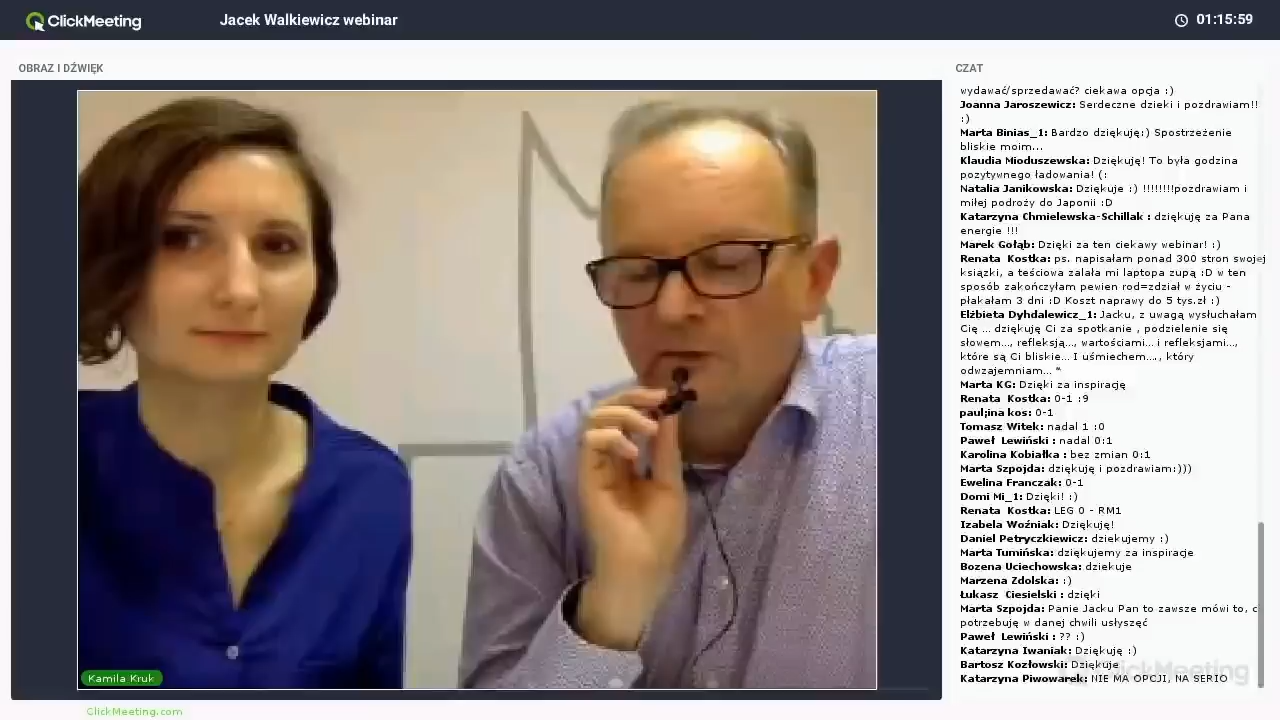 ClickMeeting
Jacek Walkiewicz webinar
01:15:59
OBRAZ I DŹWIĘK
CZAT
wydawać/sprzedawać? ciekawa opcja :)
Joanna Jaroszewicz: Serdeczne dzieki i pozdrawiam!!
:)
Marta Binias_1: Bardzo dziękuję:) Spostrzeżenie
bliskie moim...
Klaudia Mioduszewska: Dziękuję! To była godzina
pozytywnego ładowania! (:
Natalia Janikowska: Dziękuje :) !!!!!!!!pozdrawiam i
miłej podroży do Japonii :D
Katarzyna Chmielewska-Schillak : dziękuję za Pana
energie !!!
Marek Gołąb: Dzięki za ten ciekawy webinar! :)
Renata Kostka: ps. napisałam ponad 300 stron swojej
ksiązki, a teściowa zalała mi laptopa zupą :D w ten
sposób zakończyłam pewien rod=zdział w życiu -
płakałam 3 dni :D Koszt naprawy do 5 tys.zł :)
Elżbieta Dyhdalewicz_1: Jacku, z uwagą wysłuchałam
Cię ... dziękuję Ci za spotkanie , podzielenie się
słowem..., refleksją..., wartościami... i refleksjami...,
które są Ci bliskie... I uśmiechem..., który
odwzajemniam... *
Marta KG: Dzięki za inspirację
Renata Kostka: 0-1 :9
paul;ina kos: 0-1
Tomasz Witek: nadal 1 :0
Paweł Lewiński : nadal 0:1
Karolina Kobiałka : bez zmian 0:1
Marta Szpojda: dziękuję i pozdrawiam:)))
Ewelina Franczak: 0-1
Domi Mi_1: Dzięki! :)
Renata Kostka: LEG 0 - RM1
Izabela Woźniak: Dziękuję!
Daniel Petryczkiewicz: dziekujemy :)
Marta Tumińska: dziękujemy za inspiracje
Bozena Uciechowska: dziekuje
Marzena Zdolska: :)
Łukasz Ciesielski : dzięki
Marta Szpojda: Panie Jacku Pan to zawsze mówi to, c
potrzebuję w danej chwili usłyszęć
Paweł Lewiński : ?? :)
Katarzyna Iwaniak: Dziękuję :)
Bartosz Kozłowski: Dziękuje
Katarzyna Piwowarek: NIE MA OPCJI, NA SERIO
ClickMeeting
Kamila Kruk
ClickMeeting.com